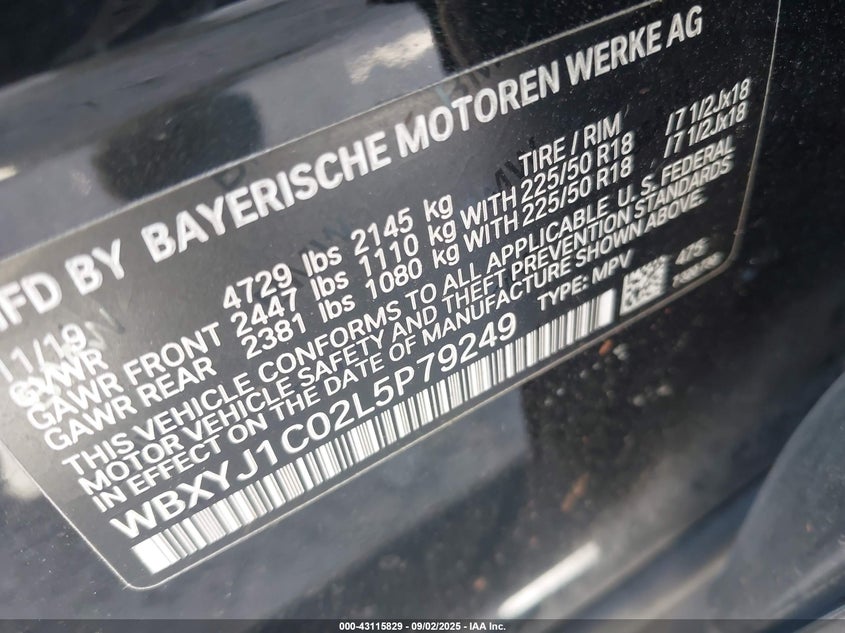 MFD BY BAYERISCHE MOTOREN WERKE AG
11/19 TIRE / RIM
GVWR 4729 lbs 2145 kg
GAWR FRONT 2447 lbs 1110 kg WITH 225/50 R18 /7 1/2Jx18
GAWR REAR 2381 lbs 1080 kg WITH 225/50 R18 /7 1/2Jx18
THIS VEHICLE CONFORMS TO ALL APPLICABLE U. S. FEDERAL
MOTOR VEHICLE SAFETY AND THEFT PREVENTION STANDARDS
IN EFFECT ON THE DATE OF MANUFACTURE SHOWN ABOVE.
WBXYJ1C02L5P79249 TYPE: MPV 475
000-43115829 - 09/02/2025 - IAA Inc.